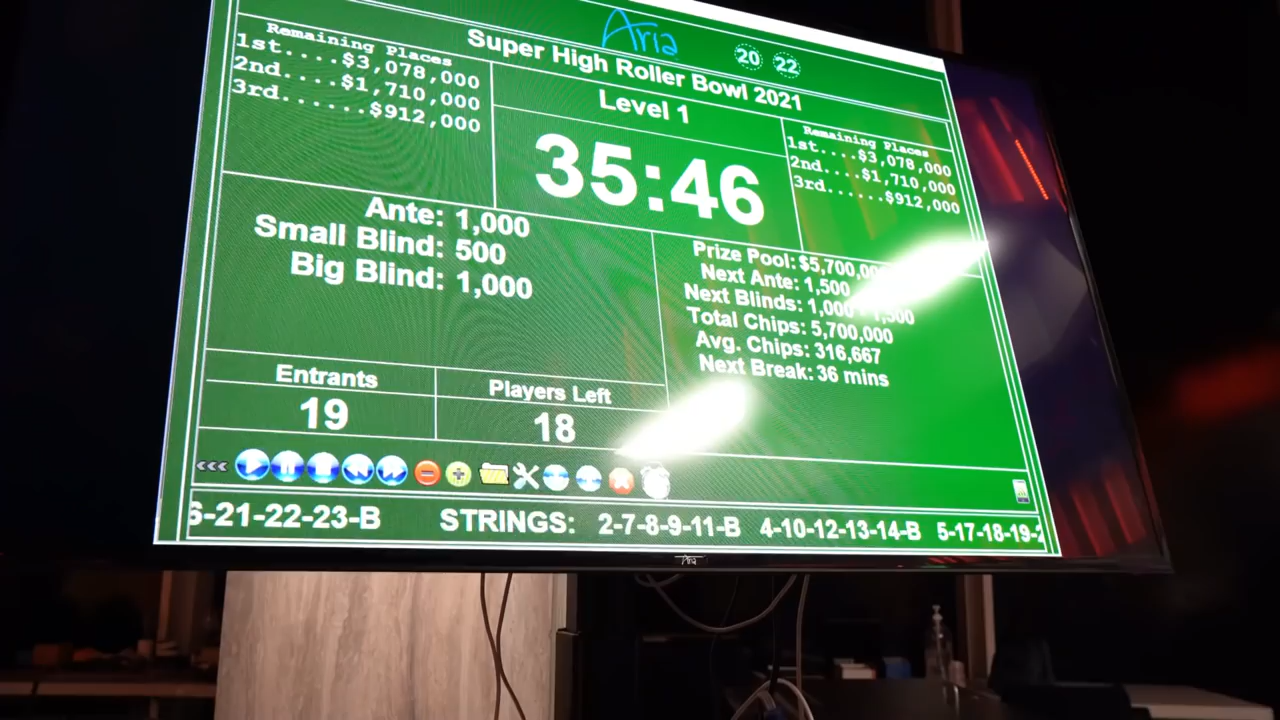 Aria
20 22
Super High Roller Bowl 2021
Remaining Places
1st....$3,078,000
2nd....$1,710,000
3rd......$912,000
Level 1
35:46
Remaining Places
1st....$3,078,000
2nd....$1,710,000
3rd......$912,000
Ante: 1,000
Small Blind: 500
Big Blind: 1,000
Prize Pool: $5,700,000
Next Ante: 1,500
Next Blinds: 1,000 - 1,500
Total Chips: 5,700,000
Avg. Chips: 316,667
Next Break: 36 mins
Entrants
19
Players Left
18
<<<
6-21-22-23-B STRINGS: 2-7-8-9-11-B 4-10-12-13-14-B 5-17-18-19-2
Aria